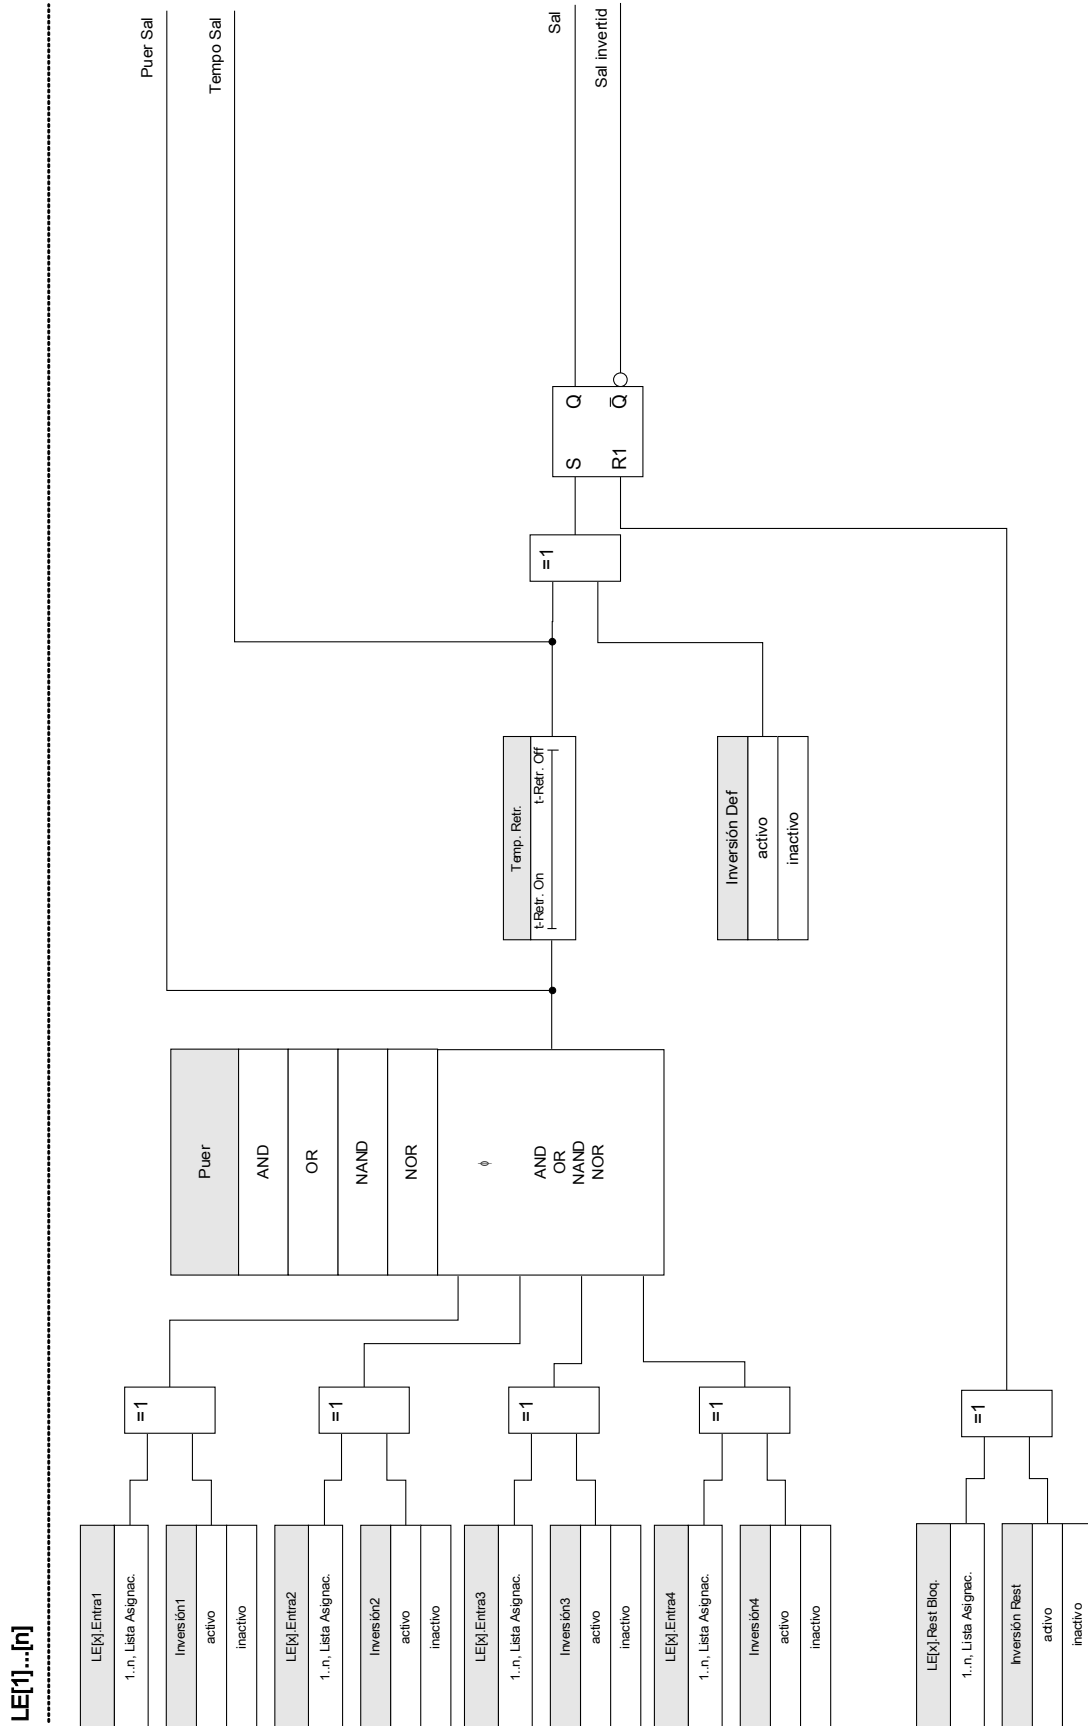 LE[1]...[n]
LE[x].Entra1
1..n, Lista Asignac.
Inversión1
activo
inactivo
LE[x].Entra2
1..n, Lista Asignac.
Inversión2
activo
inactivo
LE[x].Entra3
1..n, Lista Asignac.
Inversión3
activo
inactivo
LE[x].Entra4
1..n, Lista Asignac.
Inversión4
activo
inactivo
LE[x].Rest Bloq.
1..n, Lista Asignac.
Inversión Rest
activo
inactivo
=1
=1
=1
=1
=1
Puer
AND
OR
NAND
NOR
ϕ
AND
OR
NAND
NOR
Temp. Retr.
t-Retr. On
t-Retr. Off
Inversión Def
activo
inactivo
=1
S
Q
R1
Q̅
Puer Sal
Tempo Sal
Sal
Sal invertid